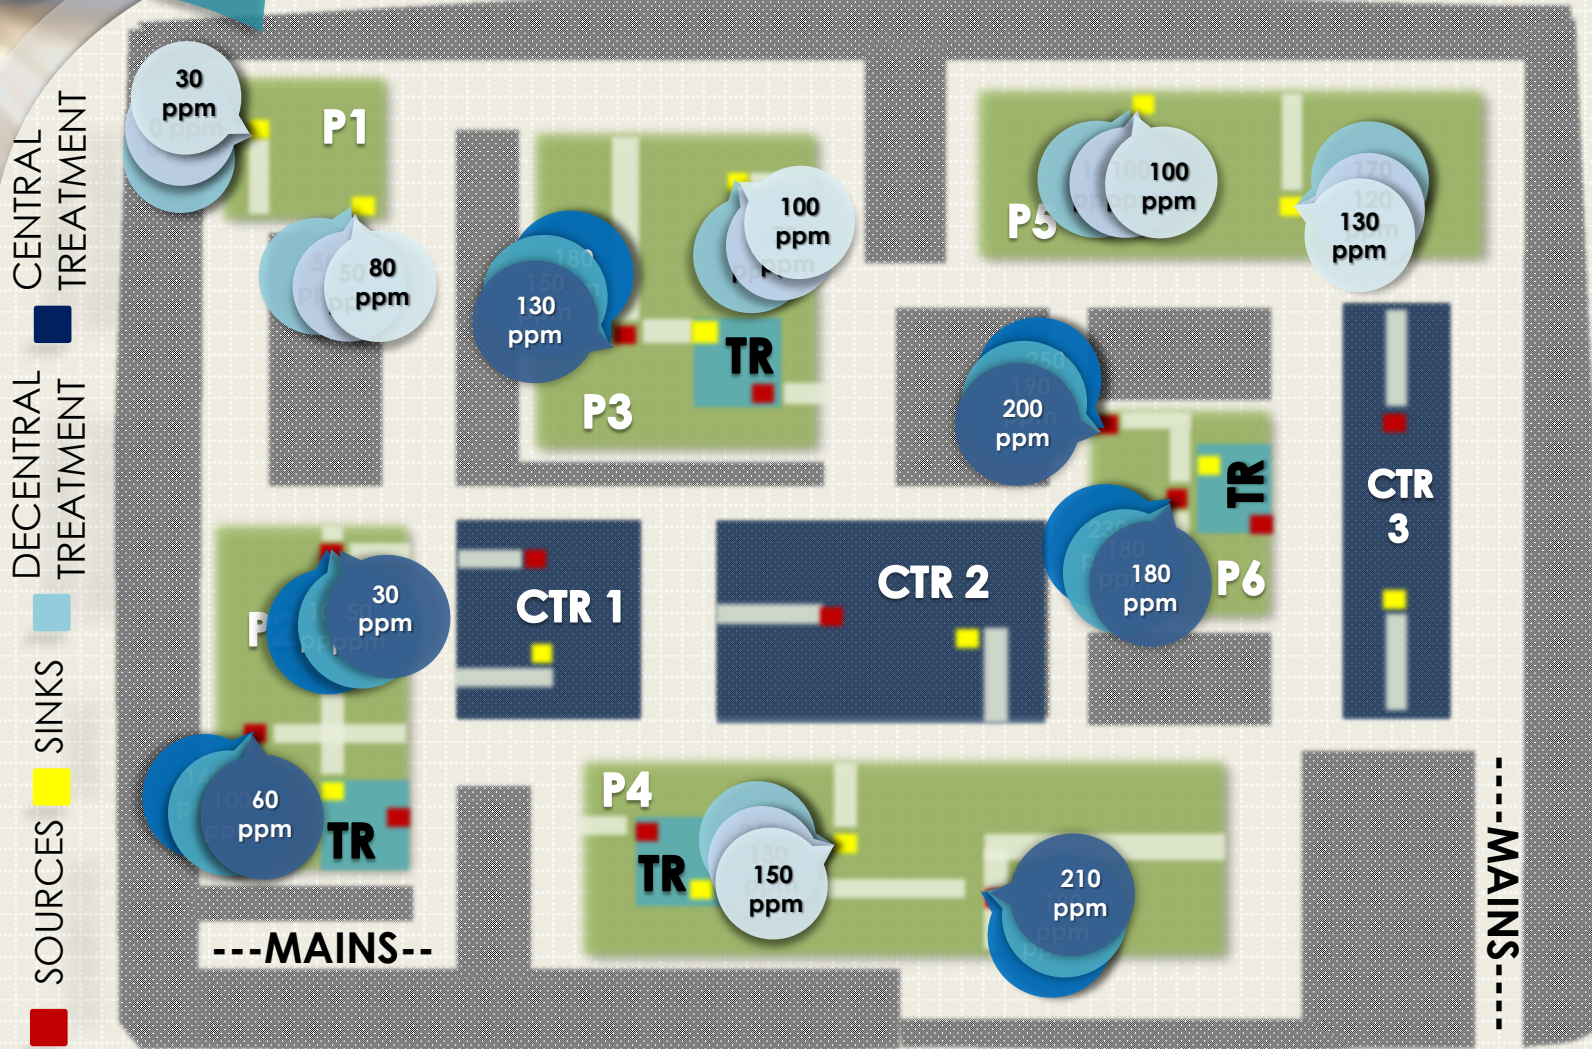 CENTRAL
TREATMENT
DECENTRAL
TREATMENT
SINKS
SOURCES
30
ppm
P1
80
ppm
100
ppm
130
ppm
TR
P3
P5
100
ppm
130
ppm
200
ppm
TR
180
ppm
P6
CTR
3
CTR 1
CTR 2
30
ppm
60
ppm
TR
P4
TR
150
ppm
210
ppm
---MAINS--
----MAINS----